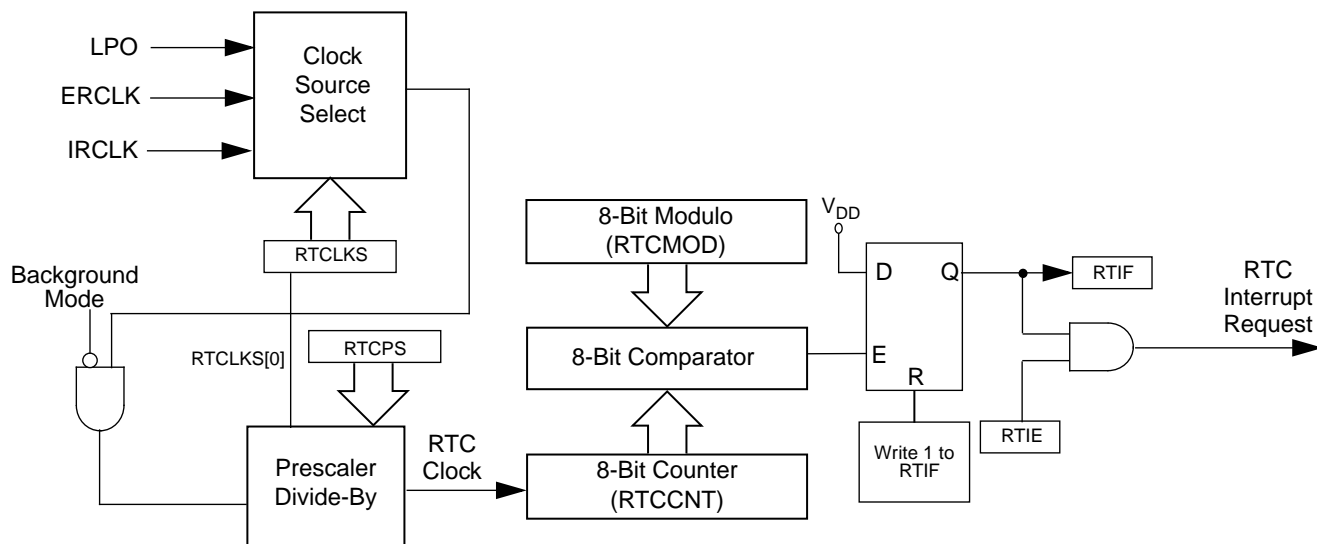 LPO
ERCLK
IRCLK
Clock
Source
Select
RTCLKS
Background
Mode
RTCLKS[0]
RTCPS
Prescaler
Divide-By
RTC
Clock
8-Bit Modulo
(RTCMOD)
8-Bit Comparator
8-Bit Counter
(RTCCNT)
VDD
D
Q
E
R
Write 1 to
RTIF
RTIF
RTIE
RTC
Interrupt
Request